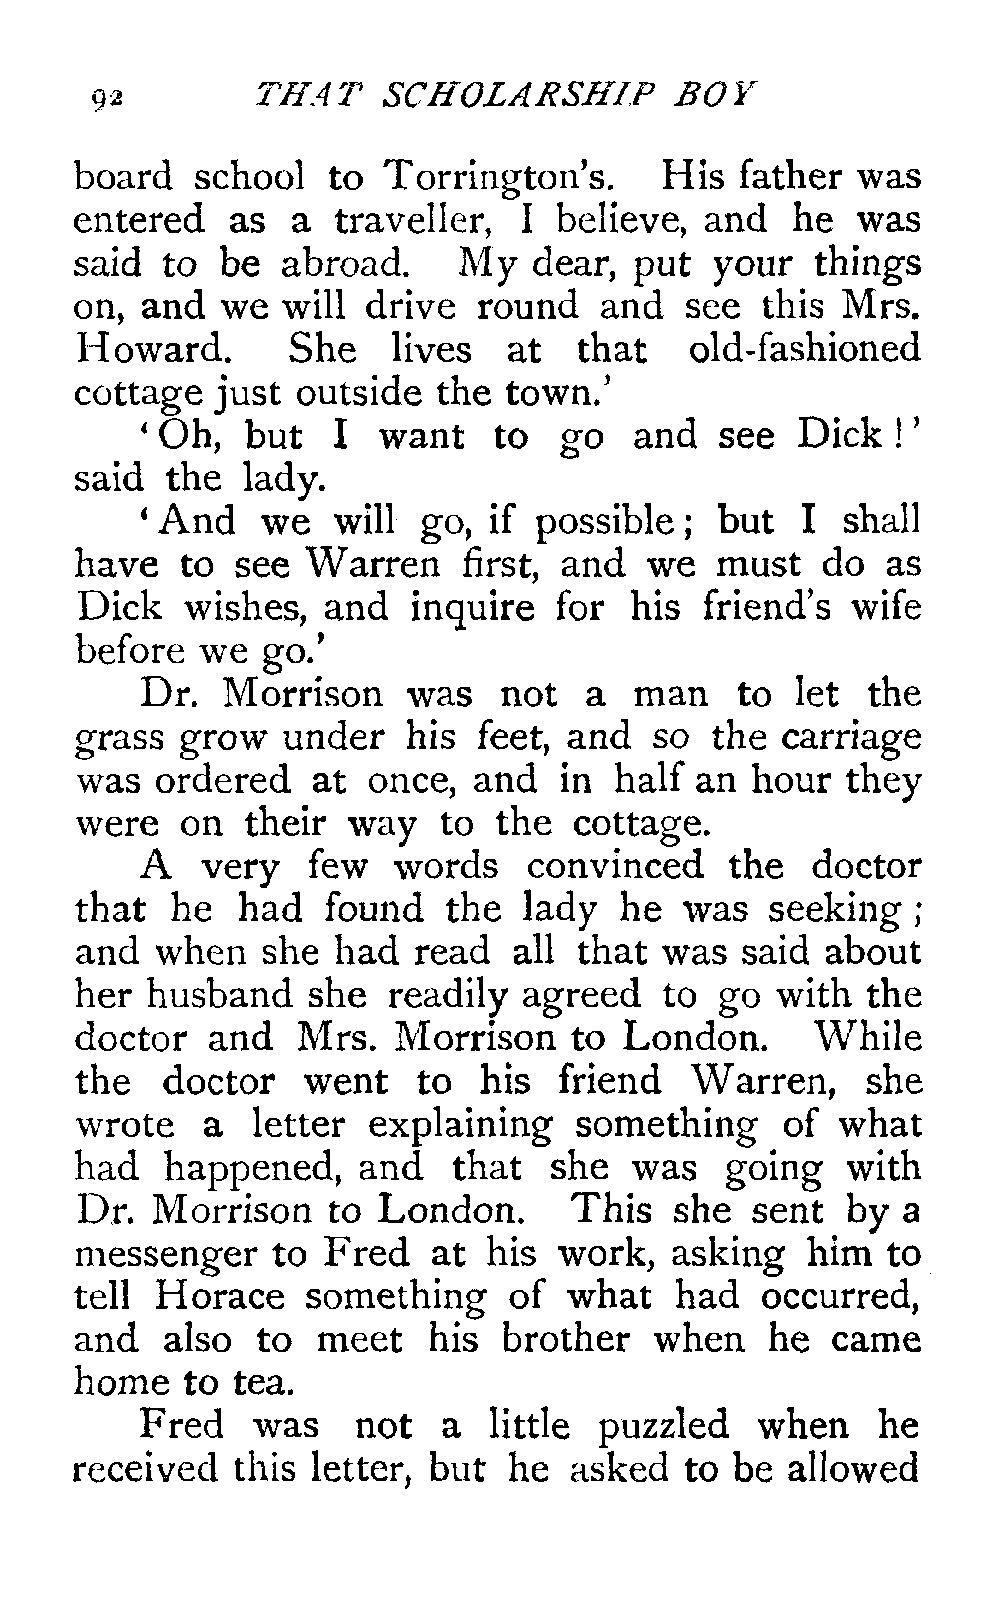 92 THAT SCHOLARSHIP BOY
board school to Torrington's. His father was
entered as a traveller, I believe, and he was
said to be abroad. My dear, put your things
on, and we will drive round and see this Mrs.
Howard. She lives at that old-fashioned
cottage just outside the town.'
'Oh, but I want to go and see Dick!'
said the lady.
'And we will go, if possible; but I shall
have to see Warren first, and we must do as
Dick wishes, and inquire for his friend's wife
before we go.'
Dr. Morrison was not a man to let the
grass grow under his feet, and so the carriage
was ordered at once, and in half an hour they
were on their way to the cottage.
A very few words convinced the doctor
that he had found the lady he was seeking;
and when she had read all that was said about
her husband she readily agreed to go with the
doctor and Mrs. Morrison to London. While
the doctor went to his friend Warren, she
wrote a letter explaining something of what
had happened, and that she was going with
Dr. Morrison to London. This she sent by a
messenger to Fred at his work, asking him to
tell Horace something of what had occurred,
and also to meet his brother when he came
home to tea.
Fred was not a little puzzled when he
received this letter, but he asked to be allowed